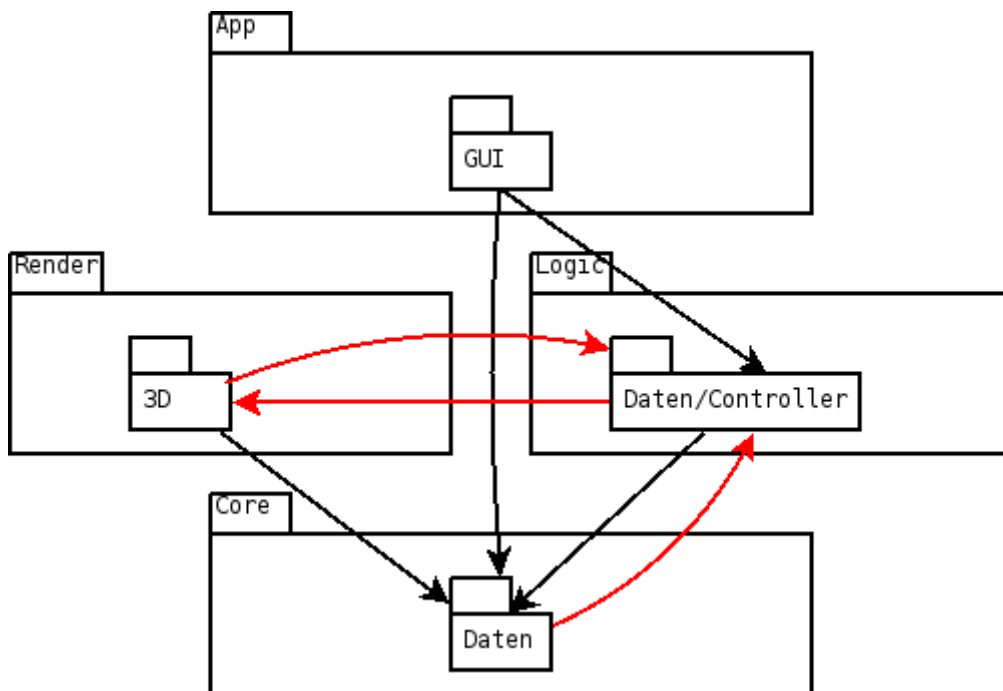 App
GUI
Render
Logic
3D
Daten/Controller
Core
Daten